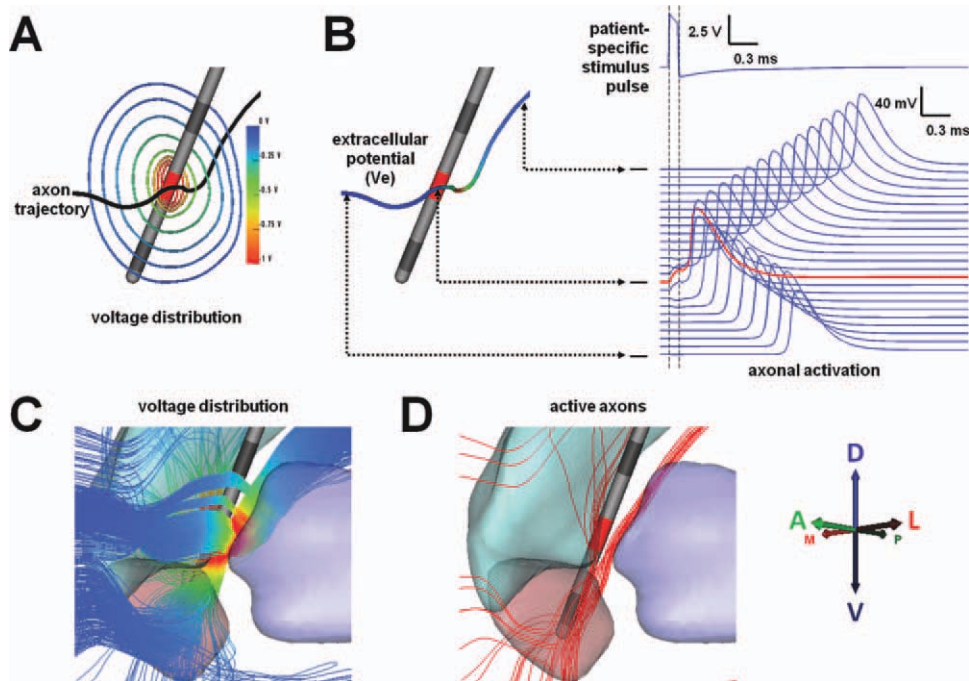 A
B
patient-
specific
stimulus
pulse
2.5 V
0.3 ms
40 mV
0.3 ms
extracellular
potential
(Ve)
axon
trajectory
0 V
-0.25 V
-0.5 V
-0.75 V
-1 V
voltage distribution
axonal activation
C
voltage distribution
D
active axons
D
A
L
M
P
V